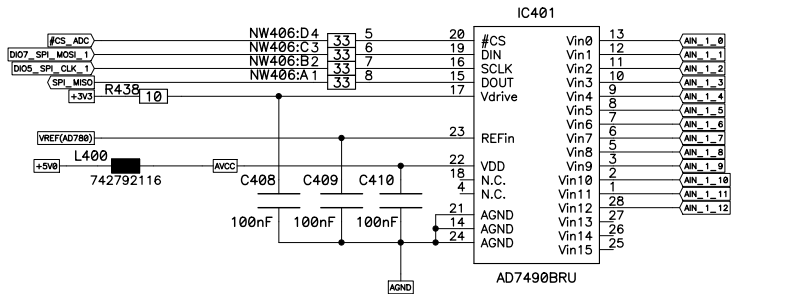 IC401
#CS_ADC NW406:D4 33 5 20 #CS Vin0 13 AIN_1_0
DIO7_SPI_MOSI_1 NW406:C3 33 6 19 DIN Vin1 12 AIN_1_1
DIO5_SPI_CLK_1 NW406:B2 33 7 16 SCLK Vin2 11 AIN_1_2
SPI_MISO NW406:A1 33 8 15 DOUT Vin3 10 AIN_1_3
+3V3 R438 10 17 Vdrive Vin4 9 AIN_1_4
Vin5 8 AIN_1_5
Vin6 7 AIN_1_6
VREF(AD780) 23 REFin Vin7 6 AIN_1_7
Vin8 5 AIN_1_8
L400
+5V0 AVCC 22 VDD Vin9 3 AIN_1_9
742792116 C408 C409 C410 18 N.C. Vin10 2 AIN_1_10
4 N.C. Vin11 1 AIN_1_11
21 AGND Vin12 28 AIN_1_12
100nF 100nF 100nF 14 AGND Vin13 27
Vin14 26
24 AGND Vin15 25
AD7490BRU
AGND